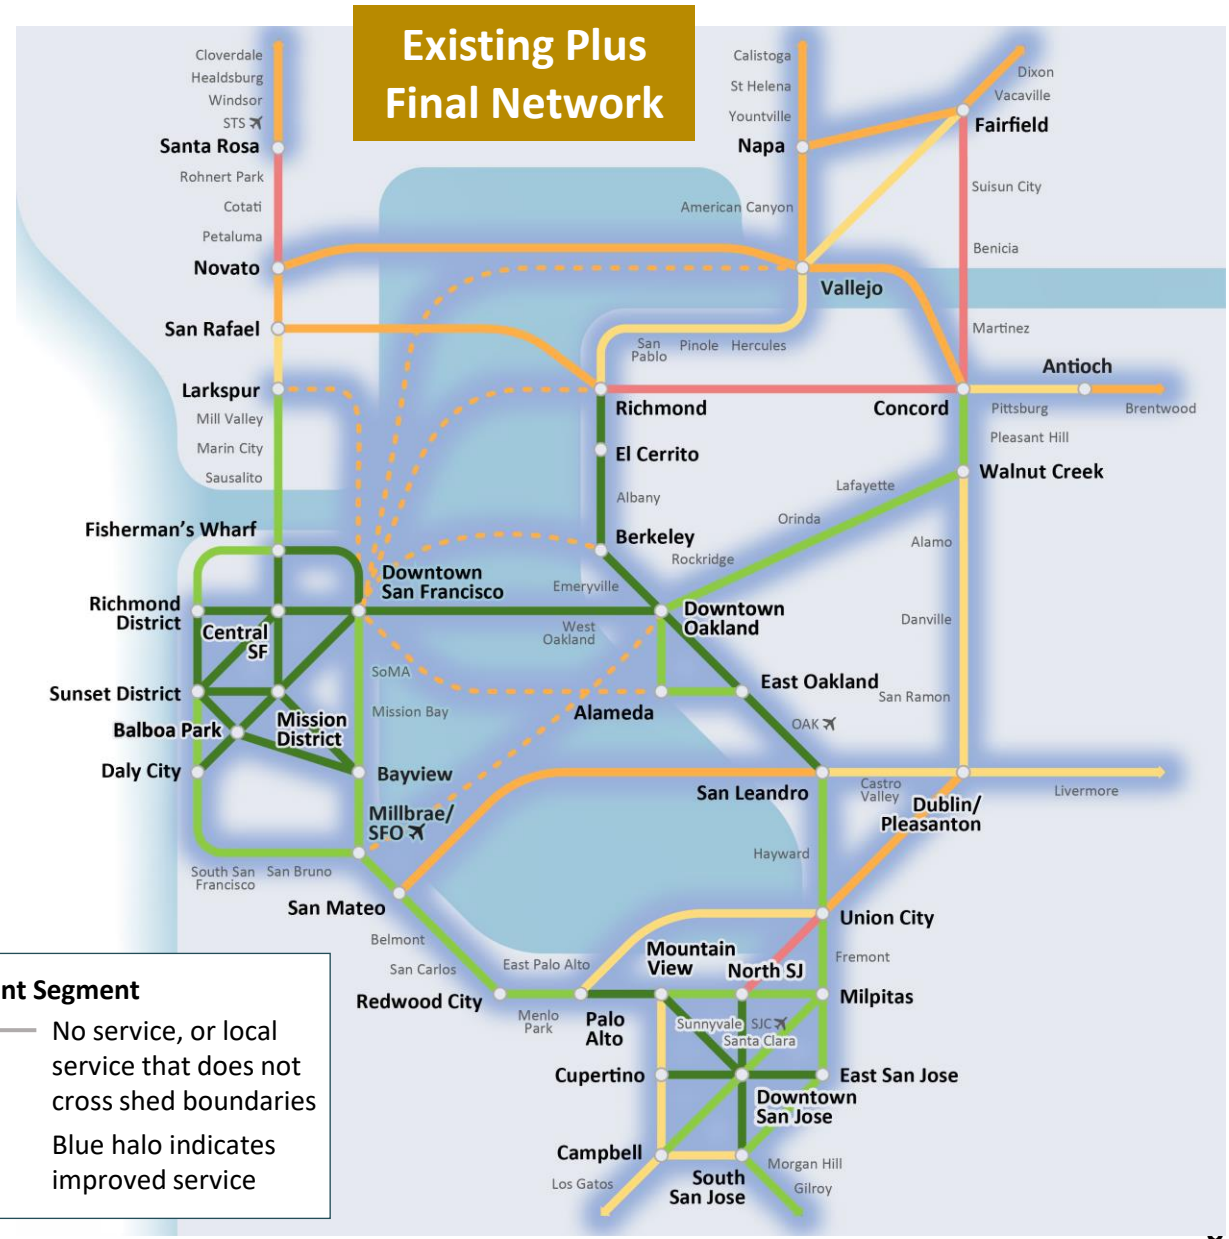 Existing Plus
Final Network
Cloverdale
Healdsburg
Windsor
STS
Santa Rosa
Rohnert Park
Cotati
Petaluma
Novato
San Rafael
Larkspur
Mill Valley
Marin City
Sausalito
Calistoga
St Helena
Yountville
Napa
American Canyon
Dixon
Vacaville
Fairfield
Suisun City
Benicia
Vallejo
Martinez
San
Pablo
Pinole
Hercules
Antioch
Richmond
Concord
Pittsburg
Brentwood
Pleasant Hill
El Cerrito
Walnut Creek
Lafayette
Albany
Orinda
Berkeley
Rockridge
Alamo
Emeryville
Fisherman's Wharf
Downtown
San Francisco
Richmond
District
Central
SF
West
Oakland
Downtown
Oakland
Danville
SoMA
Sunset District
Mission Bay
Mission
District
Balboa Park
Alameda
East Oakland
San Ramon
OAK
Daly City
Bayview
San Leandro
Castro
Valley
Dublin/
Pleasanton
Livermore
Millbrae/
SFO
South San
Francisco
San Bruno
Hayward
San Mateo
Union City
Belmont
San Carlos
East Palo Alto
Mountain
View
North SJ
Fremont
Redwood City
Menlo
Park
Palo
Alto
Milpitas
Sunnyvale
SJC
Santa Clara
Cupertino
East San Jose
Downtown
San Jose
Campbell
Los Gatos
South
San Jose
Morgan Hill
Gilroy
nt Segment
No service, or local
service that does not
cross shed boundaries
Blue halo indicates
improved service